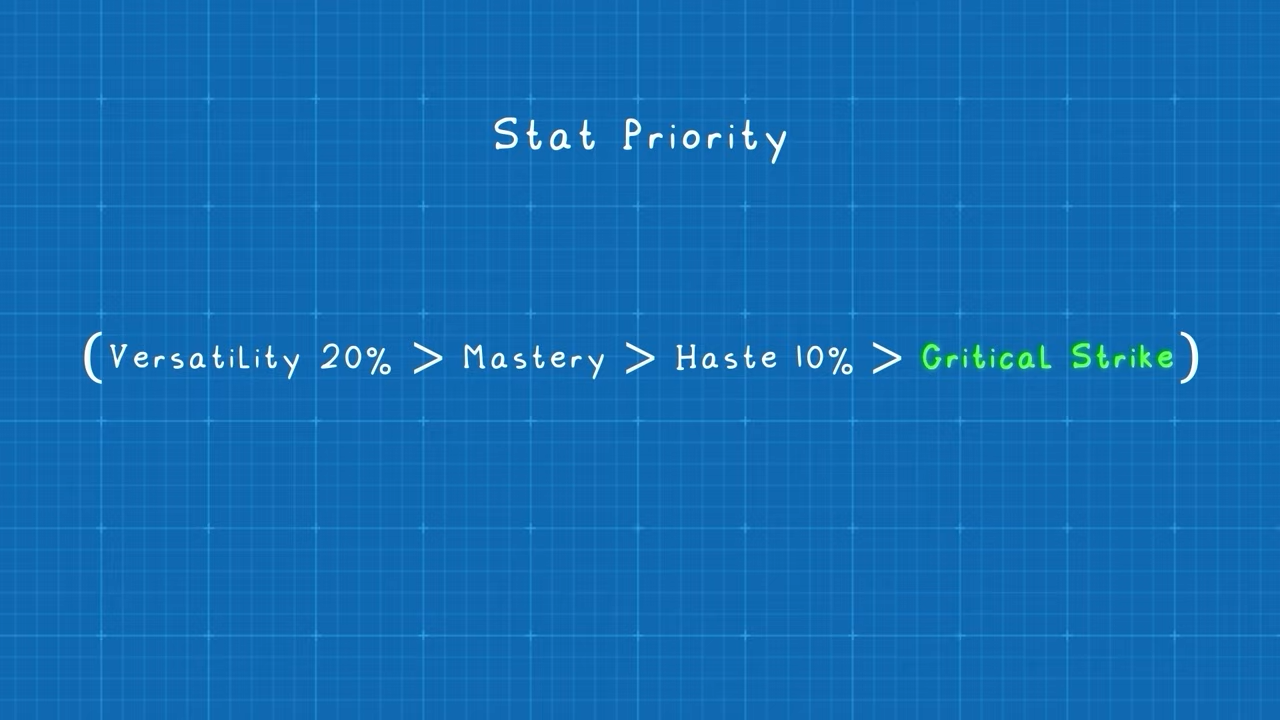 Stat Priority
(Versatility 20% > Mastery > Haste 10% > Critical Strike)